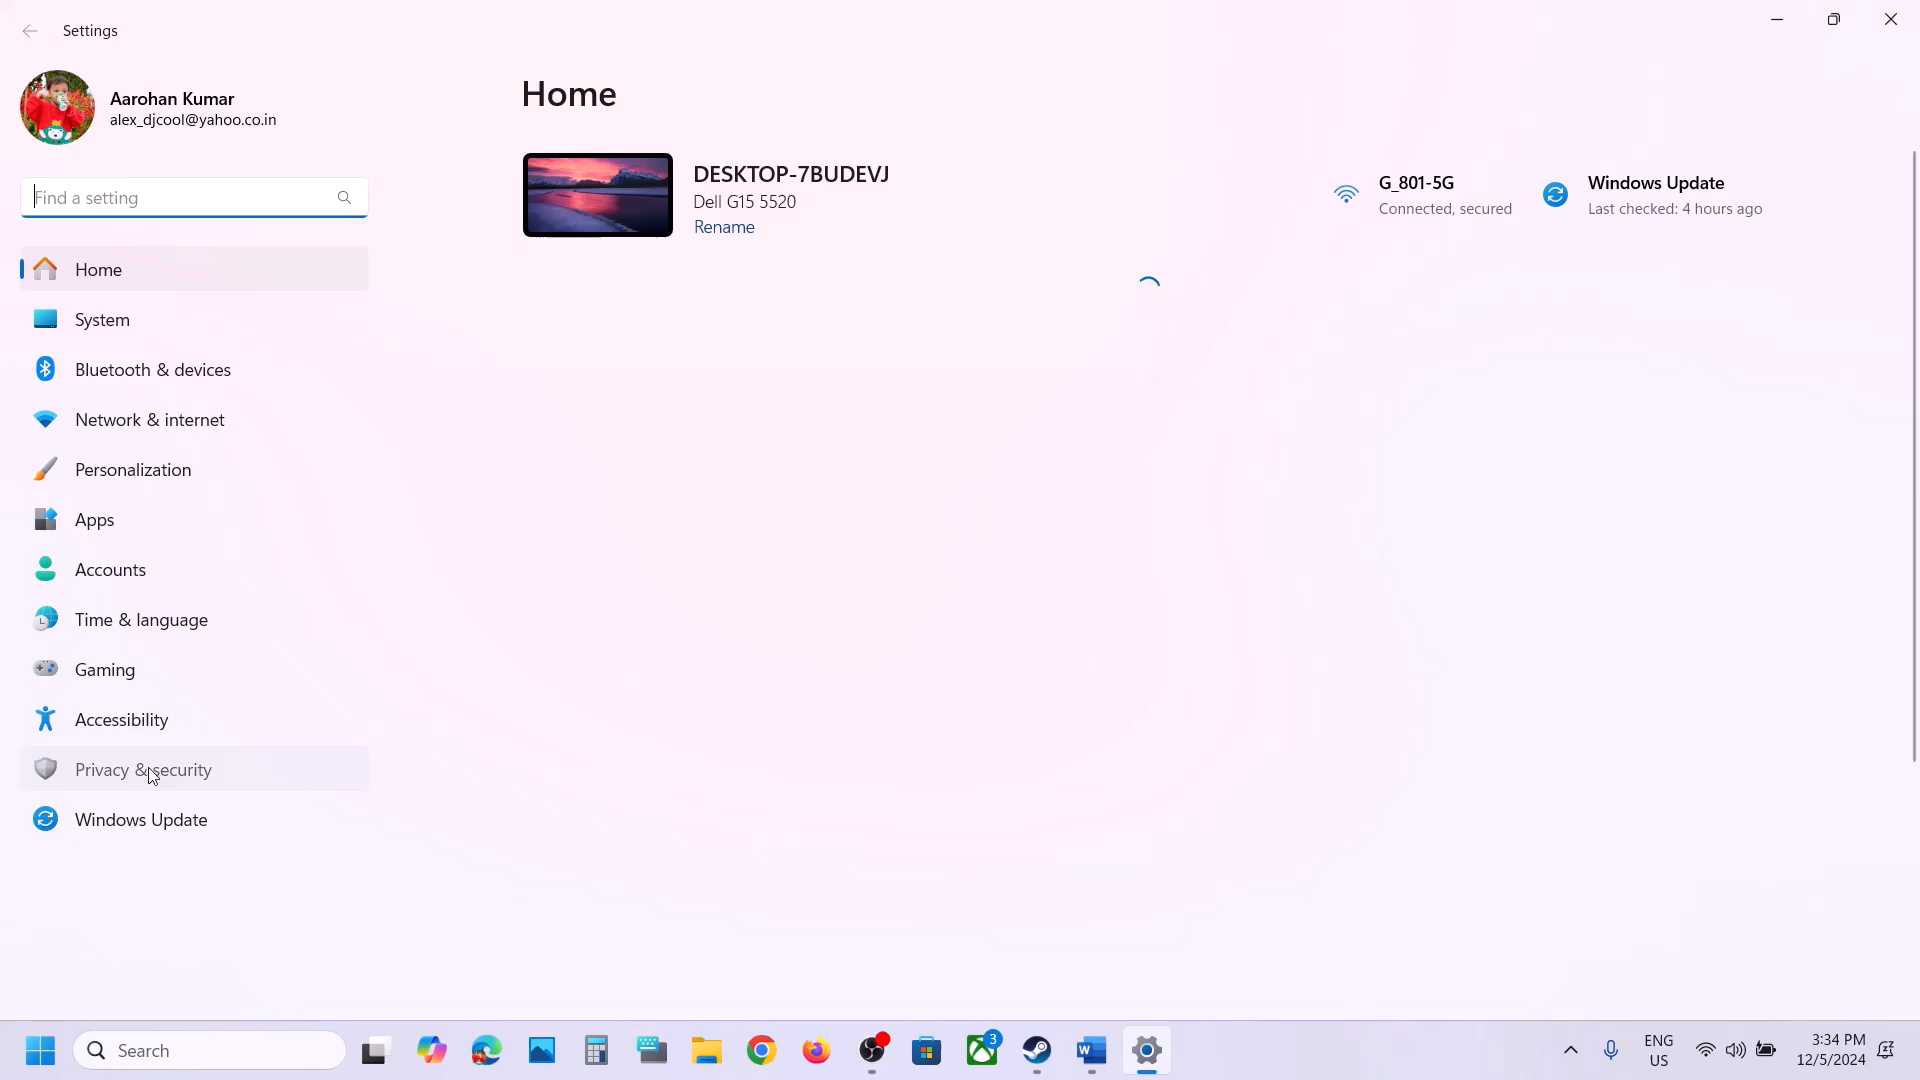 Settings
Aarohan Kumar
alex_djcool@yahoo.co.in
Find a setting
Home
System
Bluetooth & devices
Network & internet
Personalization
Apps
Accounts
Time & language
Gaming
Accessibility
Privacy & security
Windows Update
Home
DESKTOP-7BUDEVJ
Dell G15 5520
Rename
G_801-5G
Connected, secured
Windows Update
Last checked: 4 hours ago
Search
3
ENG
US
3:34 PM
12/5/2024